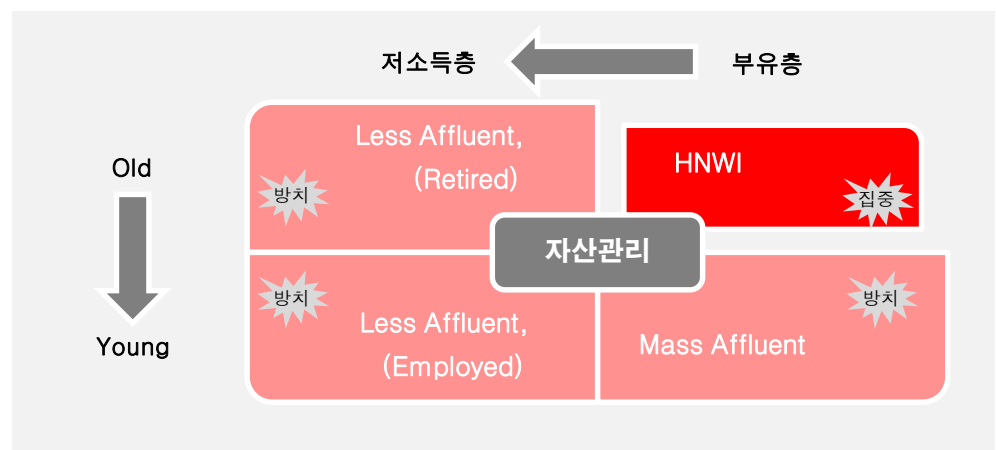 저소득층
부유층
Old
Young
Less Affluent,
(Retired)
방치
HNWI
집중
자산관리
방치
Less Affluent,
(Employed)
방치
Mass Affluent